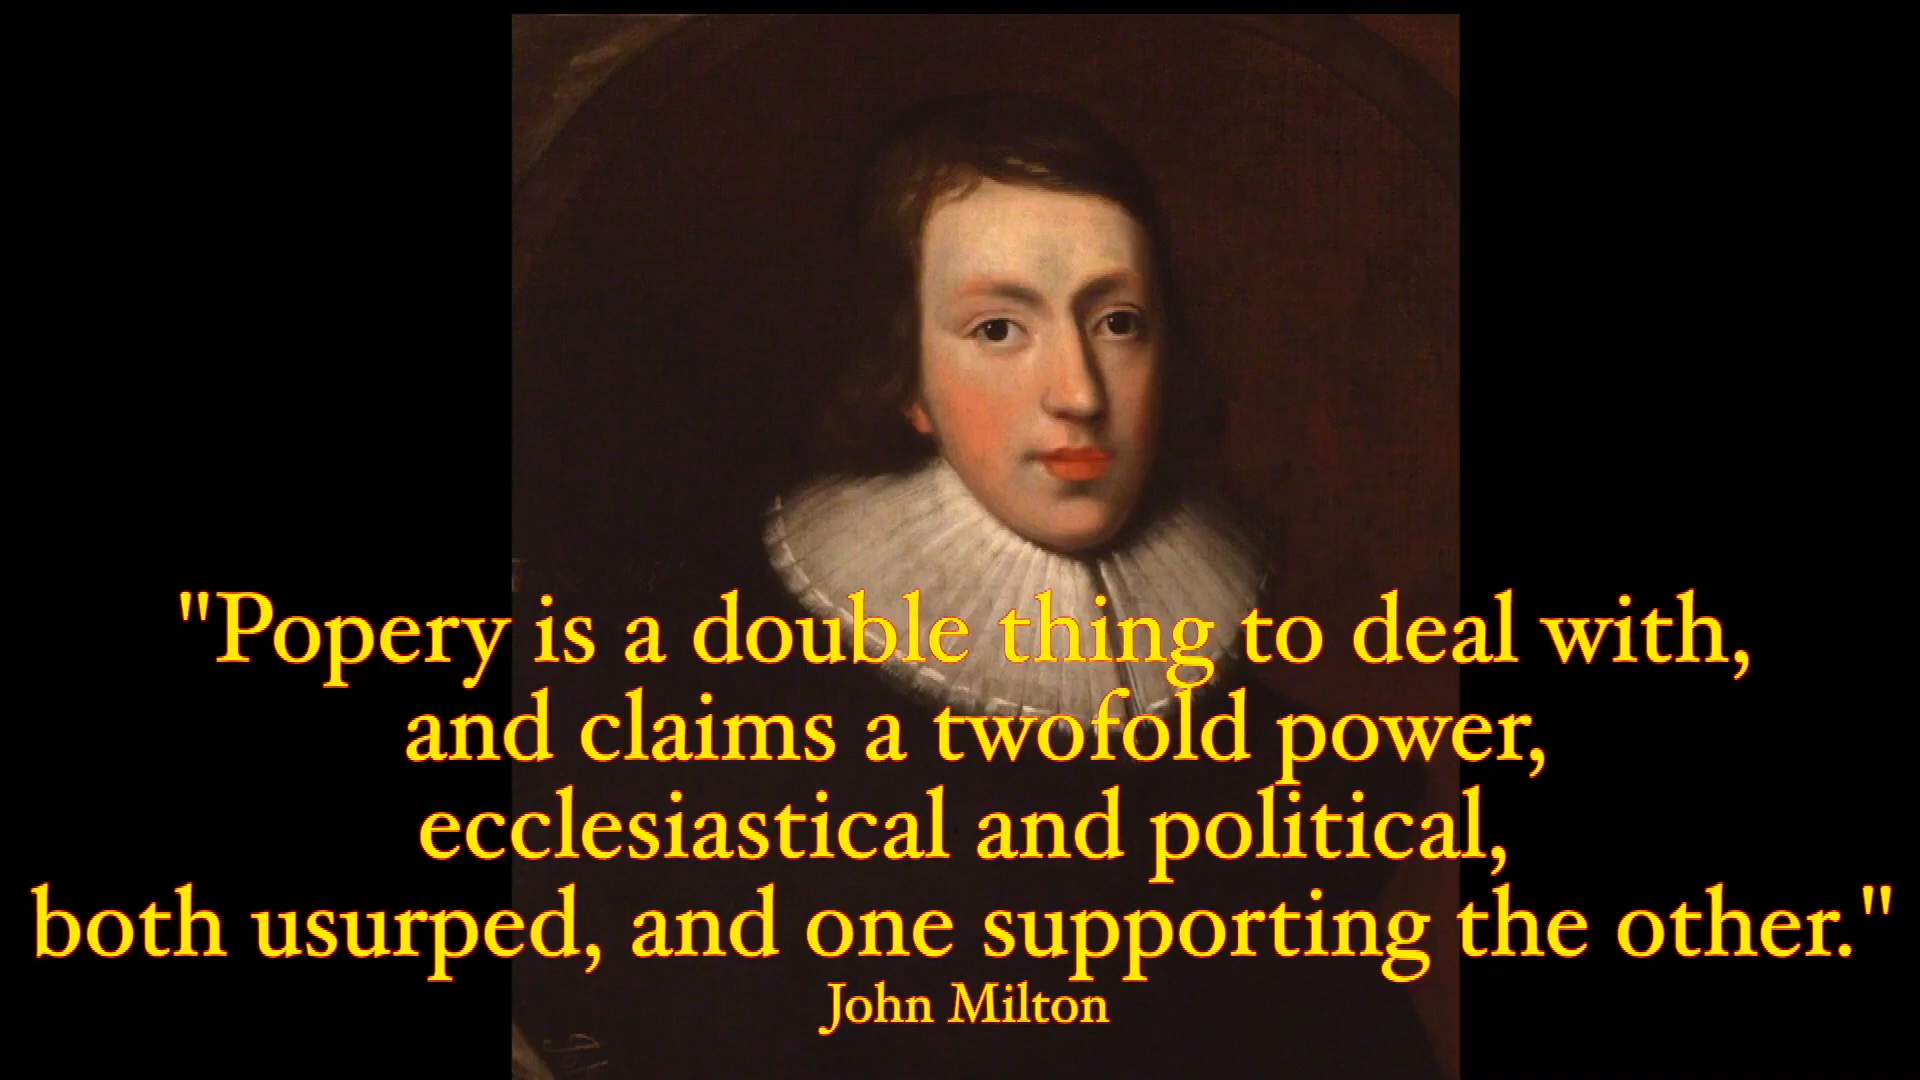 "Popery is a double thing to deal with,
and claims a twofold power,
ecclesiastical and political,
both usurped, and one supporting the other."
John Milton